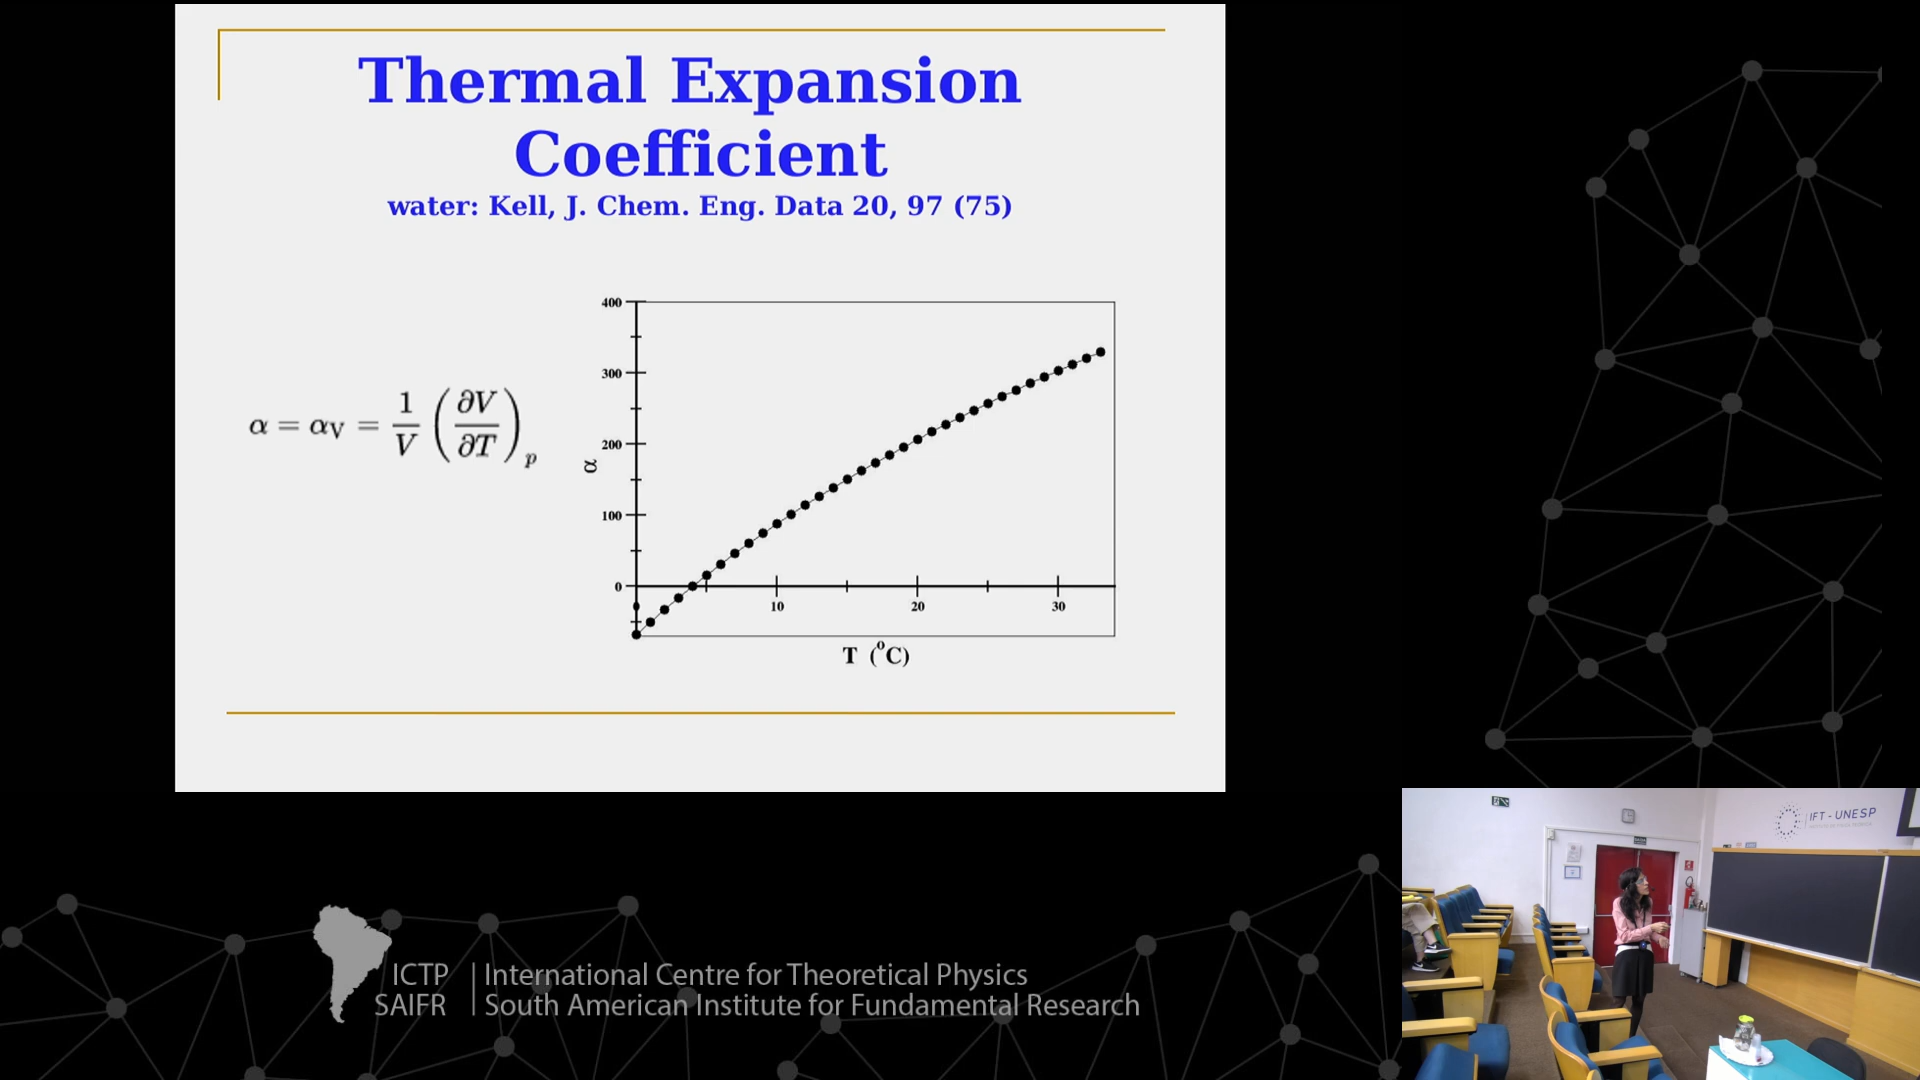 Thermal Expansion
Coefficient
water: Kell, J. Chem. Eng. Data 20, 97 (75)
α = αV = 1/V (∂V/∂T)p
400
300
200
100
0
α
0
10
20
30
T (°C)
IFT - UNESP
ICTP
SAIFR
International Centre for Theoretical Physics
South American Institute for Fundamental Research